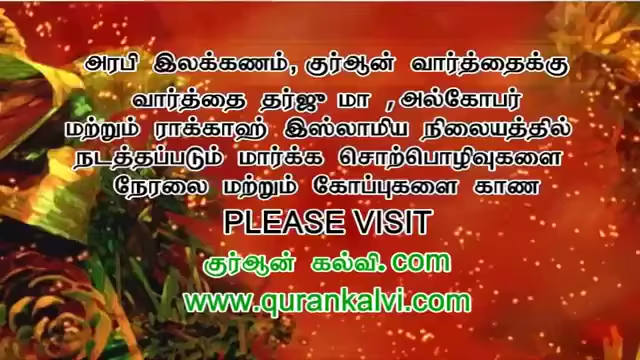 அரபி இலக்கணம், குர்ஆன் வார்த்தைக்கு
வார்த்தை தர்ஜு மா , அல்கோபர்
மற்றும் ராக்காஹ் இஸ்லாமிய நிலையத்தில்
நடத்தப்படும் மார்க்க சொற்பொழிவுகளை
நேரலை மற்றும் கோப்புகளை காண
PLEASE VISIT
குர்ஆன் கல்வி. com
www.qurankalvi.com